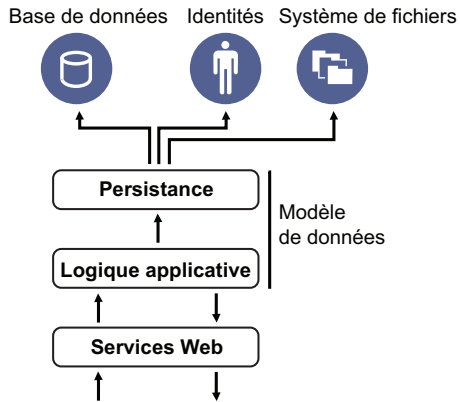 Base de données
Identités
Système de fichiers
Persistance
Modèle
de données
Logique applicative
Services Web